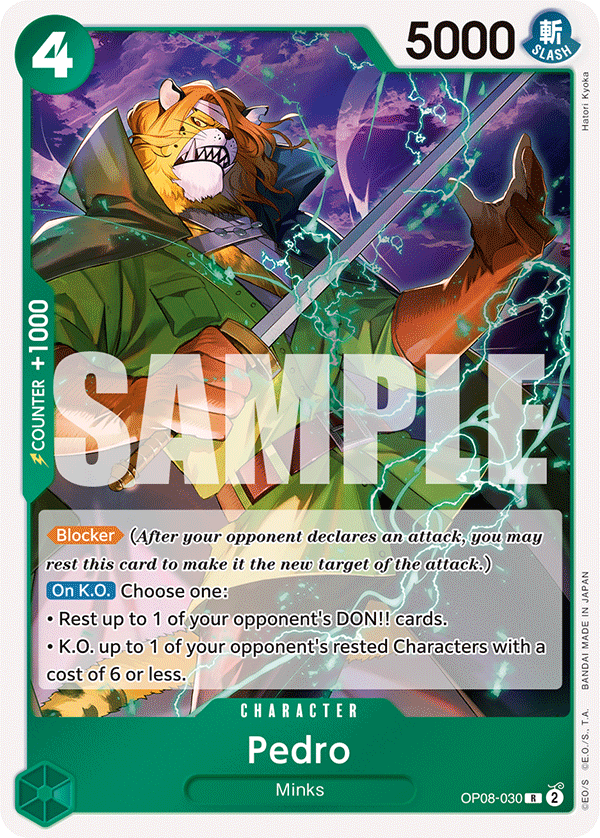 4
5000
斬
SLASH
Hatori Kyoka
COUNTER +1000
SAMPLE
Blocker (After your opponent declares an attack, you may
rest this card to make it the new target of the attack.)
On K.O. Choose one:
• Rest up to 1 of your opponent's DON!! cards.
• K.O. up to 1 of your opponent's rested Characters with a
cost of 6 or less.
CHARACTER
Pedro
Minks
OP08-030 R 2
©EO/S ©E.O./S., T.A. BANDAI MADE IN JAPAN